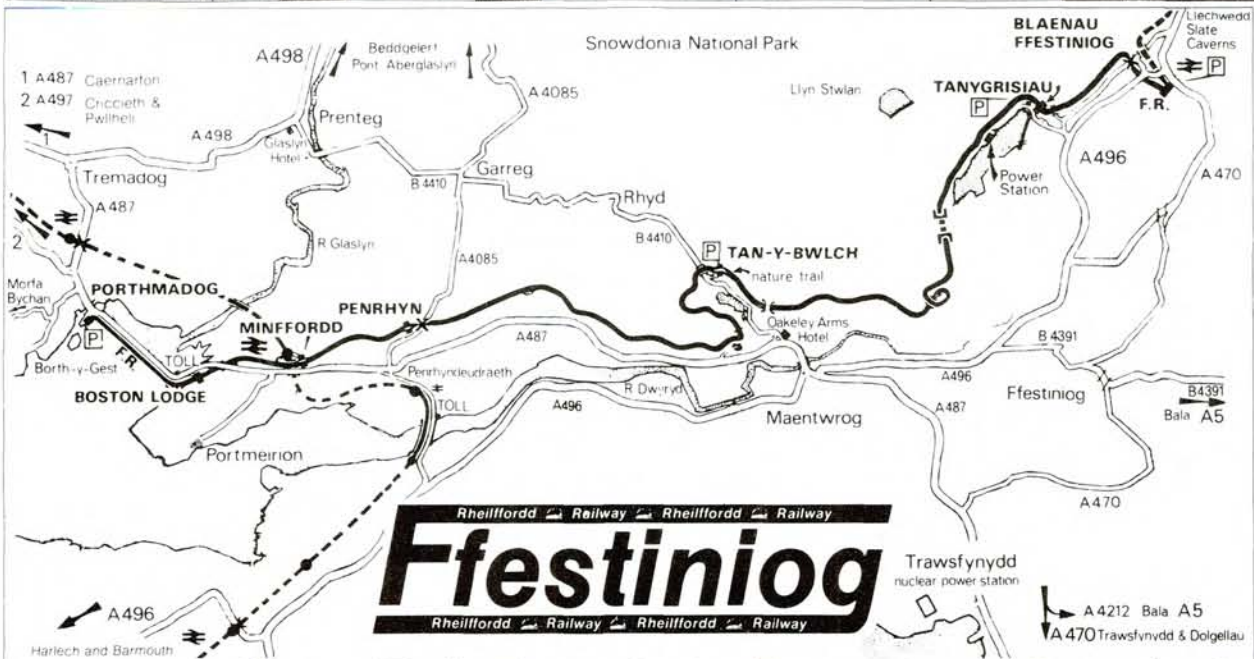 BLAENAU
FFESTINIOG
Llechwedd
Slate
Caverns
P
Snowdonia National Park
A498
Beddgelert
Pont Aberglaslyn
1 A487 Caernarfon
2 A497 Criccieth &
Pwllheli
1
A4085
Llyn Stwlan
TANYGRISIAU
P
F.R.
Prenteg
A498
Glaslyn
Hotel
Tremadog
Garreg
B4410
Rhyd
Power
Station
A496
A470
A487
2
R Glaslyn
A4085
B4410
P
TAN-Y-BWLCH
nature trail
Morfa
Bychan
PORTHMADOG
PENRHYN
MINFFORDD
Oakeley Arms
Hotel
P
F.R.
TOLL
A487
B4391
Borth-y-Gest
BOSTON LODGE
Penrhyndeudraeth
TOLL
R Dwyryd
A496
A496
Maentwrog
A487
Ffestiniog
B4391
Bala A5
Portmeirion
A470
Rheilffordd Railway Rheilffordd Railway
Ffestiniog
Rheilffordd Railway Rheilffordd Railway
Trawsfynydd
nuclear power station
A496
Harlech and Barmouth
A4212 Bala A5
A470 Trawsfynydd & Dolgellau